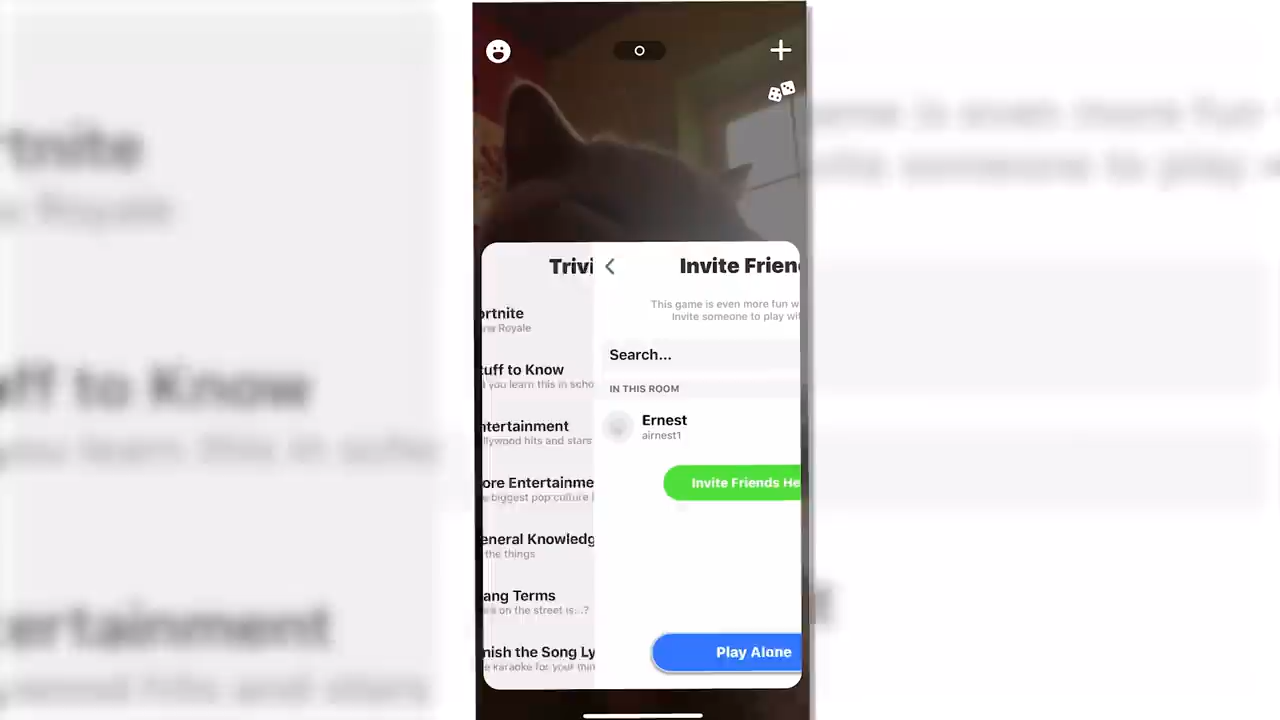 Trivi
ortnite
Royale
tuff to Know
you learn this in scho
ntertainment
llywood hits and stars
ore Entertainme
biggest pop culture
eneral Knowledg
the things
ang Terms
on the street is...?
nish the Song Ly
karaoke for your min
Invite Frien
This game is even more fun w
Invite someone to play wit
Search...
IN THIS ROOM
Ernest
airnest1
Invite Friends He
Play Alone